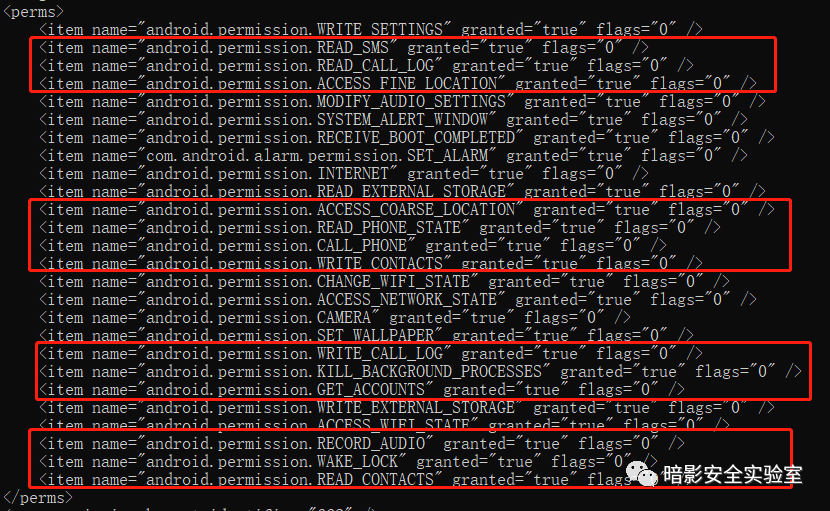 <perms>
<item name="android.permission.WRITE_SETTINGS" granted="true" flags="0" />
<item name="android.permission.READ_SMS" granted="true" flags="0" />
<item name="android.permission.READ_CALL_LOG" granted="true" flags="0" />
<item name="android.permission.ACCESS_FINE_LOCATION" granted="true" flags="0" />
<item name="android.permission.MODIFY_AUDIO_SETTINGS" granted="true" flags="0" />
<item name="android.permission.SYSTEM_ALERT_WINDOW" granted="true" flags="0" />
<item name="android.permission.RECEIVE_BOOT_COMPLETED" granted="true" flags="0" />
<item name="com.android.alarm.permission.SET_ALARM" granted="true" flags="0" />
<item name="android.permission.INTERNET" granted="true" flags="0" />
<item name="android.permission.READ_EXTERNAL_STORAGE" granted="true" flags="0" />
<item name="android.permission.ACCESS_COARSE_LOCATION" granted="true" flags="0" />
<item name="android.permission.READ_PHONE_STATE" granted="true" flags="0" />
<item name="android.permission.CALL_PHONE" granted="true" flags="0" />
<item name="android.permission.WRITE_CONTACTS" granted="true" flags="0" />
<item name="android.permission.CHANGE_WIFI_STATE" granted="true" flags="0" />
<item name="android.permission.ACCESS_NETWORK_STATE" granted="true" flags="0" />
<item name="android.permission.CAMERA" granted="true" flags="0" />
<item name="android.permission.SET_WALLPAPER" granted="true" flags="0" />
<item name="android.permission.WRITE_CALL_LOG" granted="true" flags="0" />
<item name="android.permission.KILL_BACKGROUND_PROCESSES" granted="true" flags="0" />
<item name="android.permission.GET_ACCOUNTS" granted="true" flags="0" />
<item name="android.permission.WRITE_EXTERNAL_STORAGE" granted="true" flags="0" />
<item name="android.permission.ACCESS_WIFI_STATE" granted="true" flags="0" />
<item name="android.permission.RECORD_AUDIO" granted="true" flags="0" />
<item name="android.permission.WAKE_LOCK" granted="true" flags="0" />
<item name="android.permission.READ_CONTACTS" granted="true" flags="0" />
暗影安全实验室
</perms>